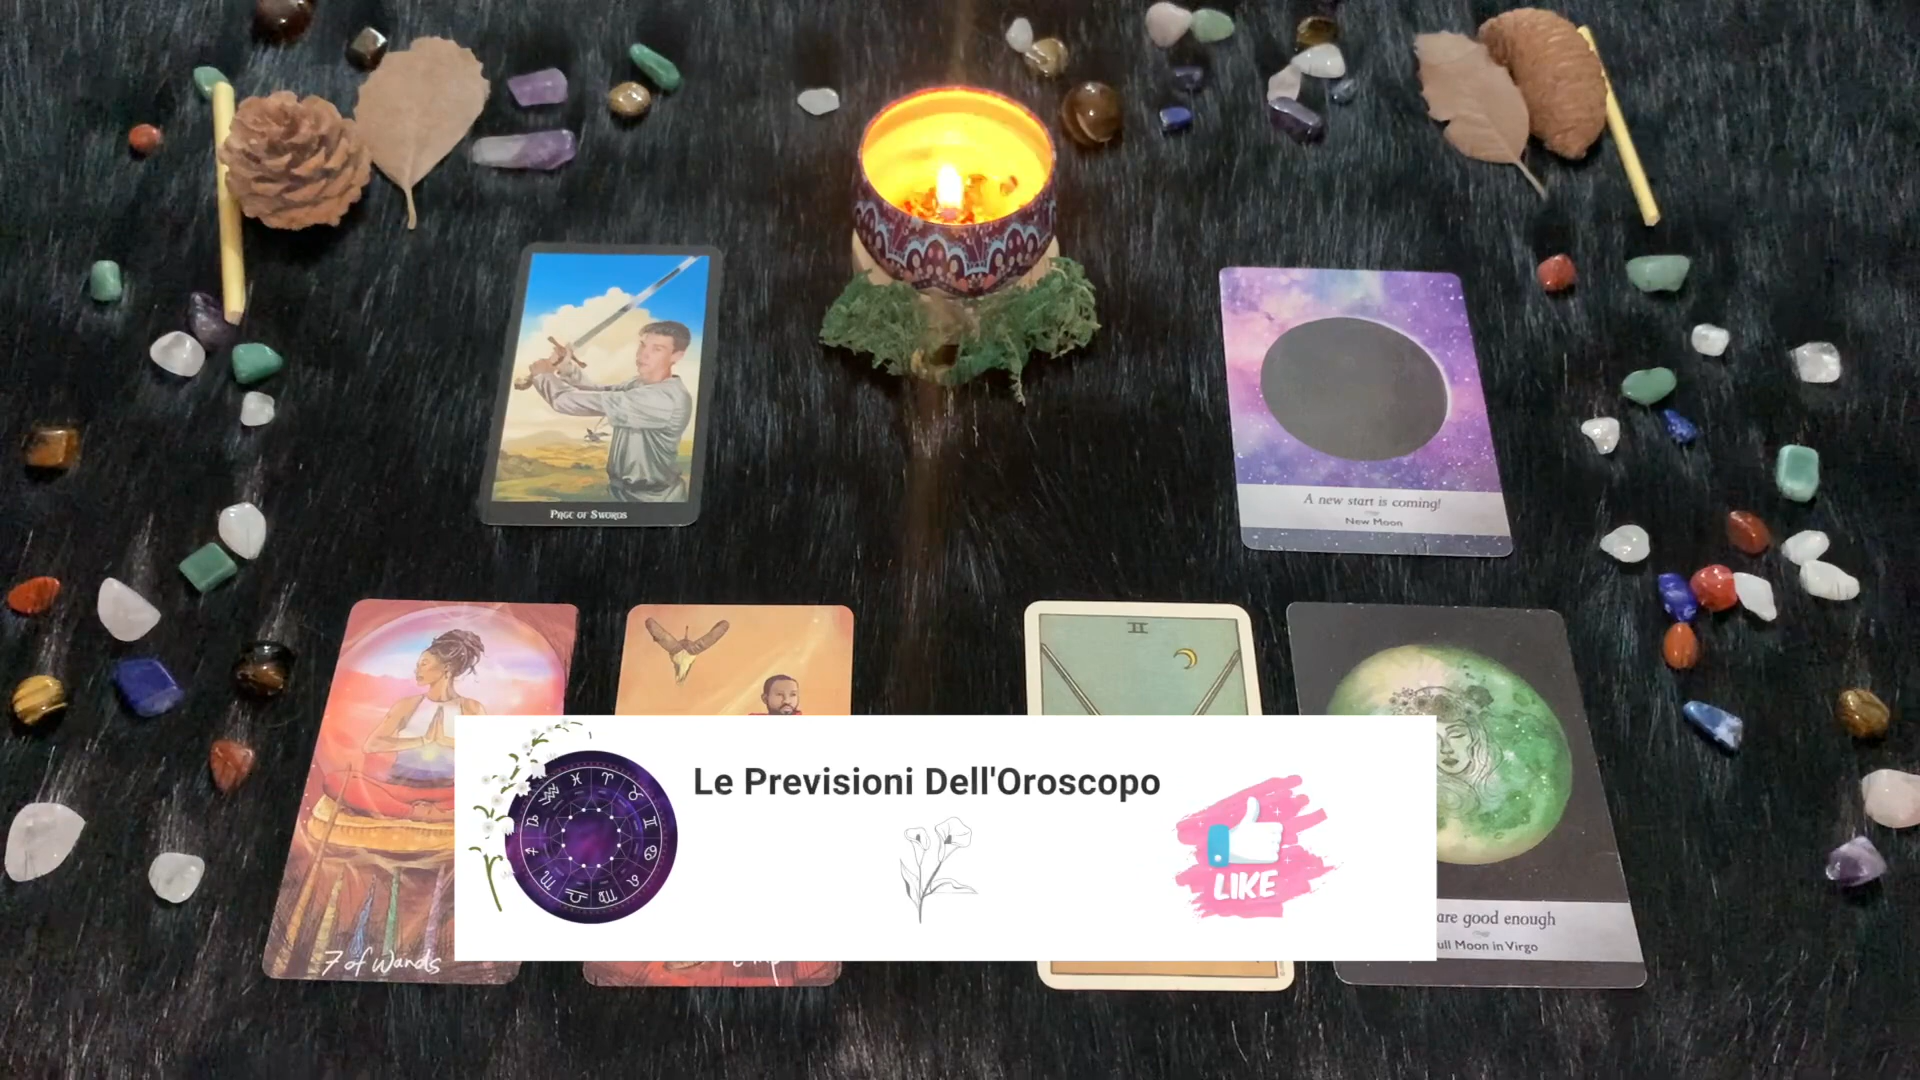 Page of Swords
A new start is coming!
New Moon
II
Le Previsioni Dell'Oroscopo
LIKE
are good enough
ull Moon in Virgo
7 of Wands